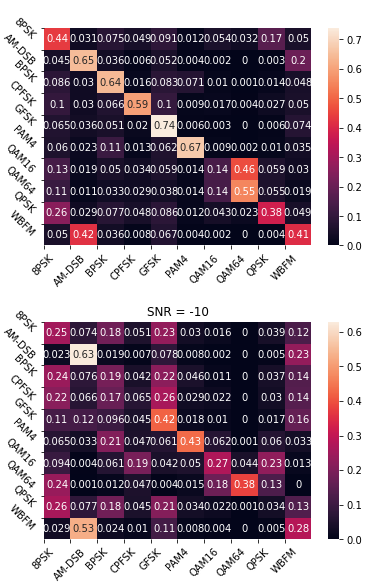 8PSK 0.44 0.031 0.075 0.049 0.091 0.012 0.054 0.032 0.17 0.05
AM-DSB 0.045 0.65 0.032 0.006 0.052 0.004 0.002 0 0.003 0.2
BPSK 0.086 0.03 0.64 0.016 0.083 0.071 0.01 0.001 0.014 0.048
CPFSK 0.1 0.03 0.066 0.59 0.1 0.009 0.017 0.004 0.027 0.05
GFSK 0.065 0.036 0.051 0.02 0.74 0.006 0.003 0 0.006 0.074
PAM4 0.06 0.023 0.11 0.013 0.062 0.67 0.009 0.002 0.01 0.035
QAM16 0.13 0.019 0.05 0.034 0.059 0.014 0.14 0.46 0.059 0.03
QAM64 0.11 0.011 0.033 0.029 0.038 0.014 0.14 0.55 0.055 0.019
QPSK 0.26 0.029 0.077 0.048 0.086 0.012 0.043 0.023 0.38 0.049
WBFM 0.05 0.42 0.032 0.008 0.067 0.004 0.002 0 0.004 0.41
8PSK AM-DSB BPSK CPFSK GFSK PAM4 QAM16 QAM64 QPSK WBFM
0.7
0.6
0.5
0.4
0.3
0.2
0.1
0.0
SNR = -10
8PSK 0.25 0.074 0.18 0.051 0.23 0.03 0.016 0 0.039 0.12
AM-DSB 0.023 0.63 0.019 0.007 0.078 0.008 0.002 0 0.005 0.23
BPSK 0.24 0.076 0.19 0.042 0.22 0.046 0.011 0 0.037 0.14
CPFSK 0.22 0.066 0.17 0.065 0.26 0.029 0.022 0 0.03 0.14
GFSK 0.11 0.12 0.096 0.045 0.42 0.018 0.01 0 0.017 0.16
PAM4 0.065 0.033 0.21 0.047 0.11 0.43 0.062 0.001 0.06 0.033
QAM16 0.094 0.004 0.061 0.19 0.042 0.05 0.27 0.044 0.23 0.013
QAM64 0.24 0.001 0.012 0.047 0.004 0.015 0.18 0.38 0.13 0
QPSK 0.26 0.077 0.18 0.045 0.21 0.034 0.022 0.001 0.034 0.13
WBFM 0.029 0.53 0.024 0.01 0.11 0.008 0.004 0 0.005 0.28
8PSK AM-DSB BPSK CPFSK GFSK PAM4 QAM16 QAM64 QPSK WBFM
0.6
0.5
0.4
0.3
0.2
0.1
0.0